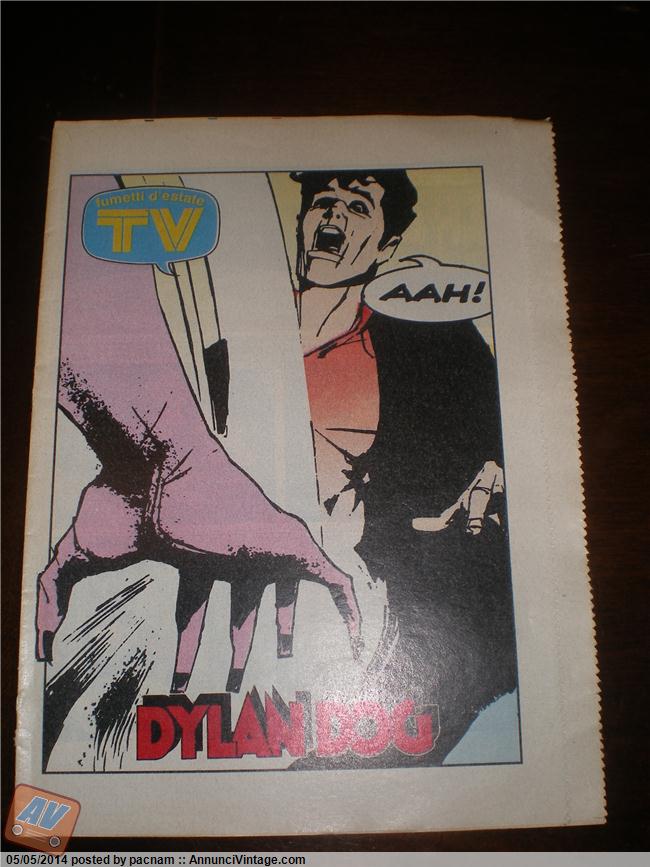 fumetti d'estate
TV
AAH!
DYLAN DOG
AV
05/05/2014 posted by pacnam :: AnnunciVintage.com